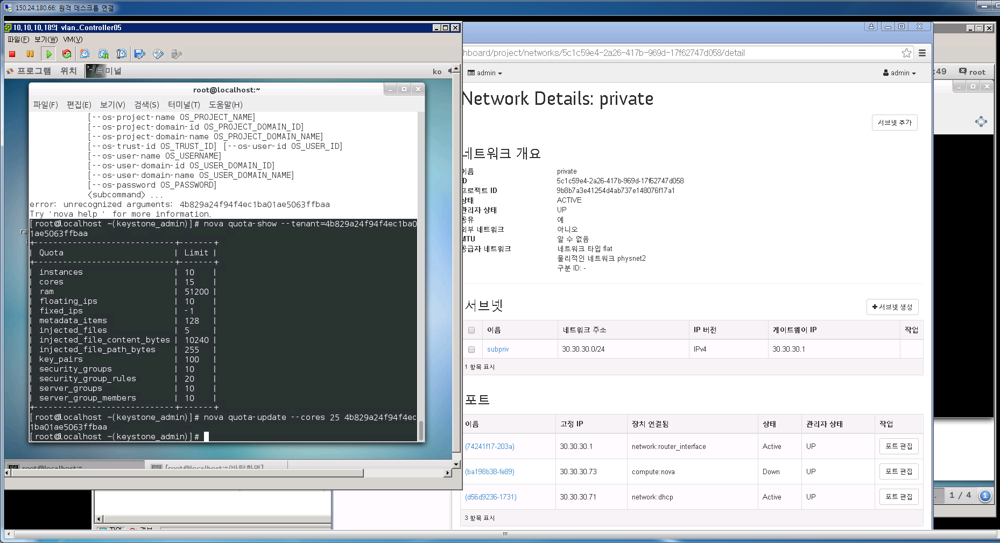 150.24.180.66: 원격 데스크톱 연결
10.10.10.18의 vlan_Controller05
파일(F) 보기(W) VM(V)
프로그램 위치 터미널 ko
root@localhost:~
파일(F) 편집(E) 보기(V) 검색(S) 터미널(T) 도움말(H)
[--os-project-name OS_PROJECT_NAME]
[--os-project-domain-id OS_PROJECT_DOMAIN_ID]
[--os-project-domain-name OS_PROJECT_DOMAIN_NAME]
[--os-trust-id OS_TRUST_ID] [--os-user-id OS_USER_ID]
[--os-user-name OS_USERNAME]
[--os-user-domain-id OS_USER_DOMAIN_ID]
[--os-user-domain-name OS_USER_DOMAIN_NAME]
[--os-password OS_PASSWORD]
<subcommand> ...
error: unrecognized arguments: 4b829a24f94f4ec1ba01ae5063ffbaa
Try 'nova help ' for more information.
[root@localhost ~(keystone_admin)]# nova quota-show --tenant=4b829a24f94f4ec1ba0
1ae5063ffbaa
+-----------------------------+-------+
| Quota | Limit |
+-----------------------------+-------+
| instances | 10 |
| cores | 15 |
| ram | 51200 |
| floating_ips | 10 |
| fixed_ips | -1 |
| metadata_items | 128 |
| injected_files | 5 |
| injected_file_content_bytes | 10240 |
| injected_file_path_bytes | 255 |
| key_pairs | 100 |
| security_groups | 10 |
| security_group_rules | 20 |
| server_groups | 10 |
| server_group_members | 10 |
+-----------------------------+-------+
[root@localhost ~(keystone_admin)]# nova quota-update --cores 25 4b829a24f94f4ec
1ba01ae5063ffbaa
[root@localhost ~(keystone_admin)]#
root@localhost:~ [root@localhost:~/바탕화면]
hboard/project/networks/5c1c59e4-2a26-417b-969d-17f62747d058/detail
admin admin
Network Details: private
서브넷 추가
네트워크 개요
이름 private
ID 5c1c59e4-2a26-417b-969d-17f62747d058
프로젝트 ID 9b8b7a3e41254d4ab737e148076f17a1
상태 ACTIVE
관리자 상태 UP
공유 예
외부 네트워크 아니오
MTU 알 수 없음
공급자 네트워크 네트워크 타입 flat
물리적인 네트워크 physnet2
구분 ID: -
서브넷
+ 서브넷 생성
이름 네트워크 주소 IP 버전 게이트웨이 IP 작업
subpriv 30.30.30.0/24 IPv4 30.30.30.1
1 항목 표시
포트
이름 고정 IP 장치 연결됨 상태 관리자 상태 작업
(74241f17-203a) 30.30.30.1 network:router_interface Active UP 포트 편집
(ba198b38-fe89) 30.30.30.73 compute:nova Down UP 포트 편집
(d56d9236-1731) 30.30.30.71 network:dhcp Active UP 포트 편집
3 항목 표시
:49 root
1 / 4 1